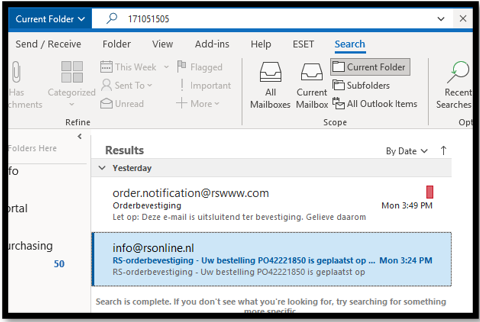 Current Folder 171051505
Send / Receive Folder View Add-ins Help ESET Search
Has This Week Flagged Current Folder
Categorized Sent To Important All Current Subfolders Recent
Unread More Mailboxes Mailbox All Outlook Items Searches
Refine Scope
Folders Here
Results By Date
Yesterday
order.notification@rswww.com
Orderbevestiging Mon 3:49 PM
Let op: Deze e-mail is uitsluitend ter bevestiging. Gelieve daarom
info@rsonline.nl
RS-orderbevestiging - Uw bestelling PO42221850 is geplaatst op ... Mon 3:24 PM
RS-orderbevestiging - Uw bestelling PO42221850 is geplaatst op
50
Search is complete. If you don't see what you're looking for, try searching for something
more specific.